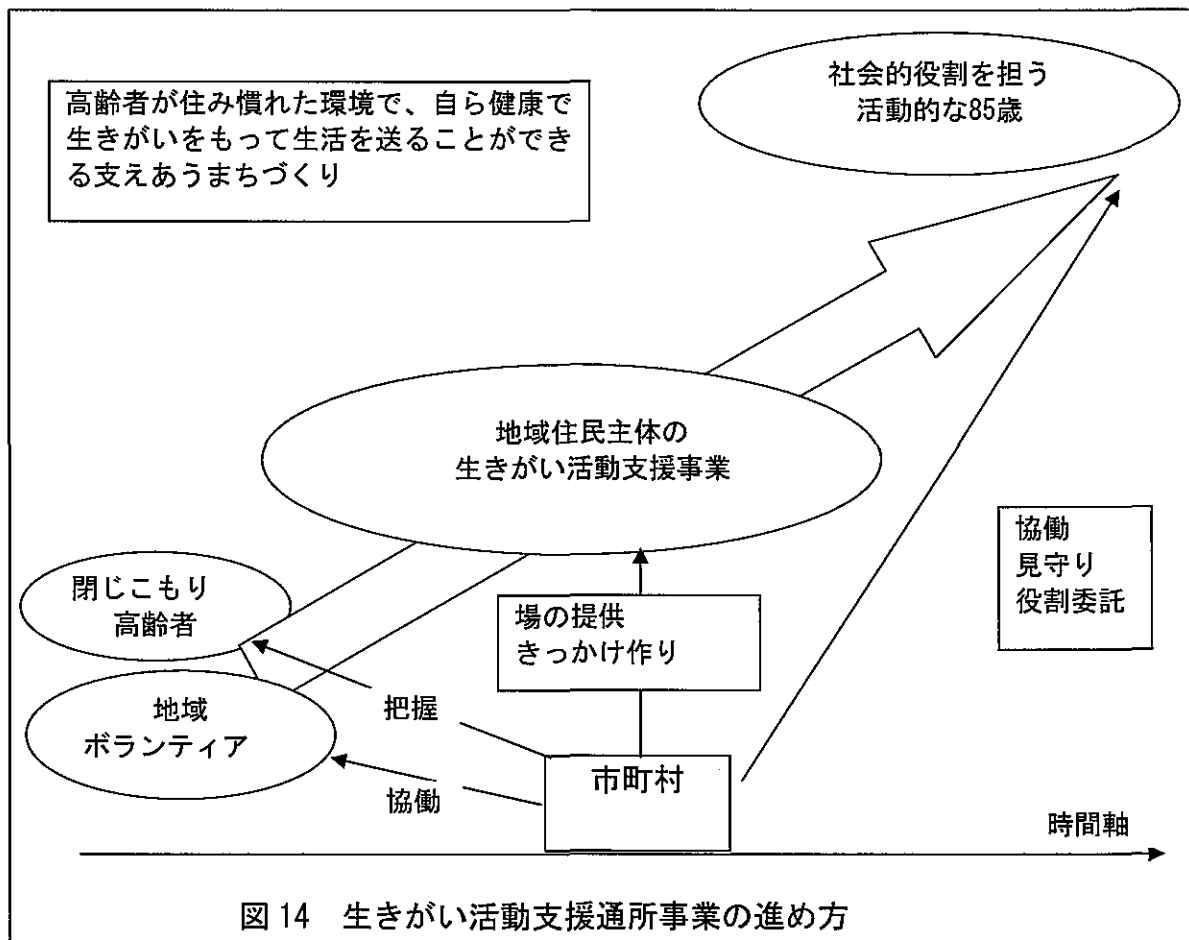 社会的役割を担う
活動的な85歳
高齢者が住み慣れた環境で、自ら健康で
生きがいをもって生活を送ることができ
る支えあうまちづくり
地域住民主体の
生きがい活動支援事業
協働
見守り
役割委託
閉じこもり
高齢者
場の提供
きっかけ作り
地域
ボランティア
把握
協働
市町村
時間軸
図14 生きがい活動支援通所事業の進め方